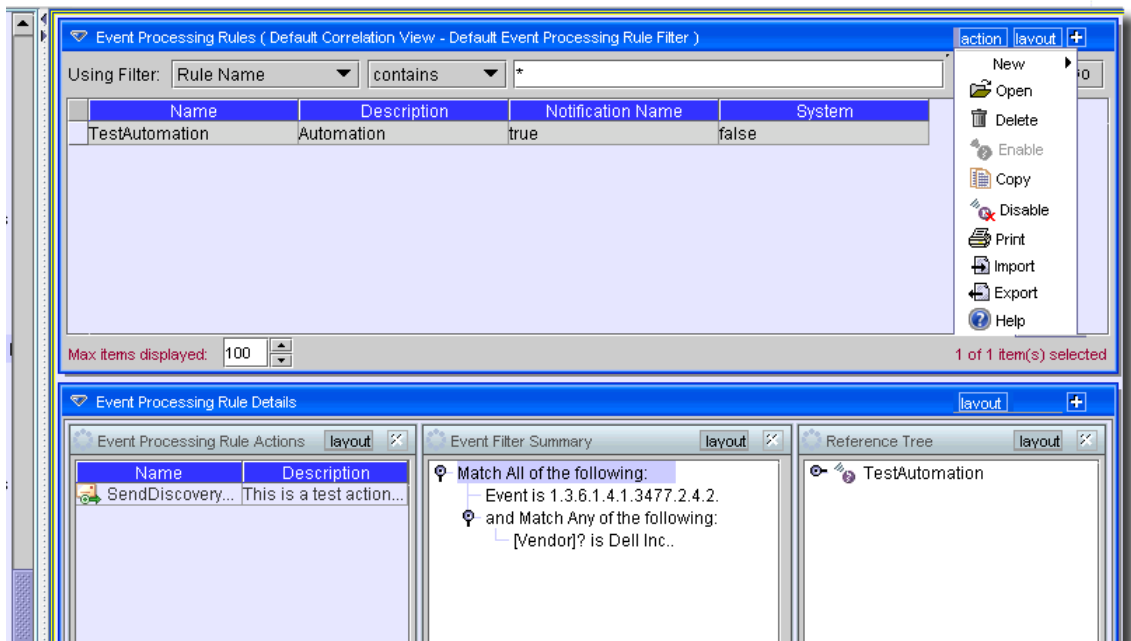 Event Processing Rules ( Default Correlation View - Default Event Processing Rule Filter ) action layout
Using Filter: Rule Name contains *
Name Description Notification Name System
TestAutomation Automation true false
New
Open
Delete
Enable
Copy
Disable
Print
Import
Export
Help
Max items displayed: 100 1 of 1 item(s) selected
Event Processing Rule Details layout
Event Processing Rule Actions layout
Name Description
SendDiscovery... This is a test action...
Event Filter Summary layout
Match All of the following:
Event is 1.3.6.1.4.1.3477.2.4.2.
and Match Any of the following:
[Vendor]? is Dell Inc..
Reference Tree layout
TestAutomation